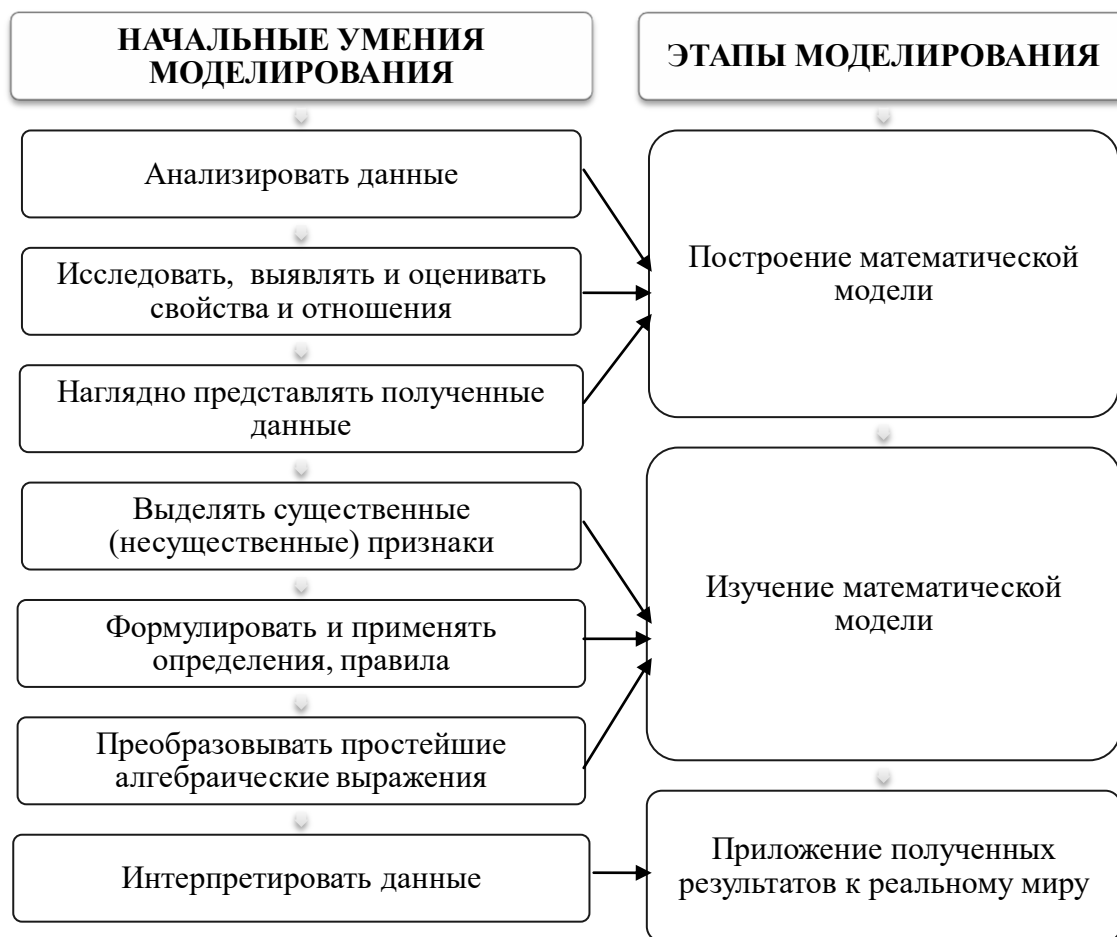 НАЧАЛЬНЫЕ УМЕНИЯ
МОДЕЛИРОВАНИЯ
ЭТАПЫ МОДЕЛИРОВАНИЯ
Анализировать данные
Исследовать, выявлять и оценивать
свойства и отношения
Наглядно представлять полученные
данные
Построение математической
модели
Выделять существенные
(несущественные) признаки
Формулировать и применять
определения, правила
Преобразовывать простейшие
алгебраические выражения
Изучение математической
модели
Интерпретировать данные
Приложение полученных
результатов к реальному миру